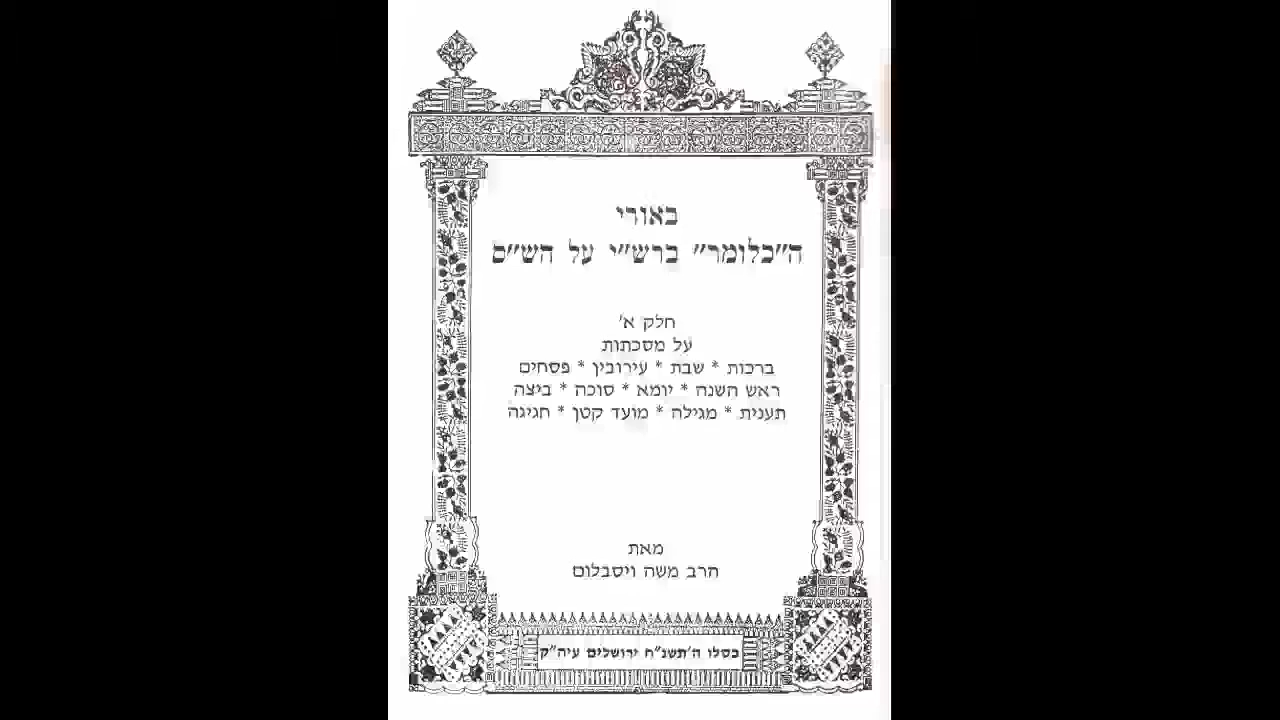 באורי
ה"כלומר" ברש"י על הש"ס
חלק א'
על מסכתות
ברכות * שבת * עירובין * פסחים
ראש השנה * יומא * סוכה * ביצה
תענית * מגילה * מועד קטן * חגיגה
מאת
הרב משה ויסבלום
כסלו ה'תשנ"ח ירושלים עיה"ק